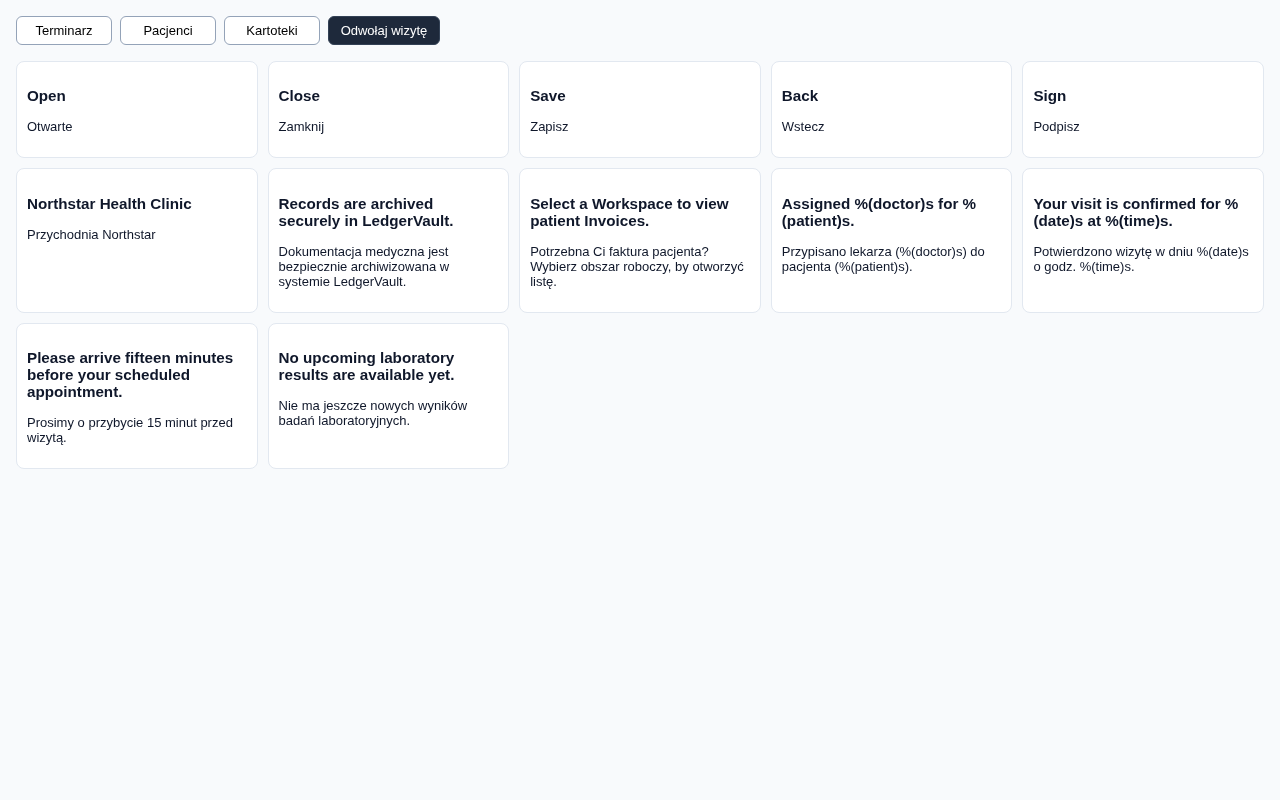 Terminarz
Pacjenci
Kartoteki
Odwołaj wizytę
Open
Otwarte
Close
Zamknij
Save
Zapisz
Back
Wstecz
Sign
Podpisz
Northstar Health Clinic
Przychodnia Northstar
Records are archived
securely in LedgerVault.
Dokumentacja medyczna jest
bezpiecznie archiwizowana w
systemie LedgerVault.
Select a Workspace to view
patient Invoices.
Potrzebna Ci faktura pacjenta?
Wybierz obszar roboczy, by otworzyć
listę.
Assigned %(doctor)s for %
(patient)s.
Przypisano lekarza (%(doctor)s) do
pacjenta (%(patient)s).
Your visit is confirmed for %
(date)s at %(time)s.
Potwierdzono wizytę w dniu %(date)s
o godz. %(time)s.
Please arrive fifteen minutes
before your scheduled
appointment.
Prosimy o przybycie 15 minut przed
wizytą.
No upcoming laboratory
results are available yet.
Nie ma jeszcze nowych wyników
badań laboratoryjnych.